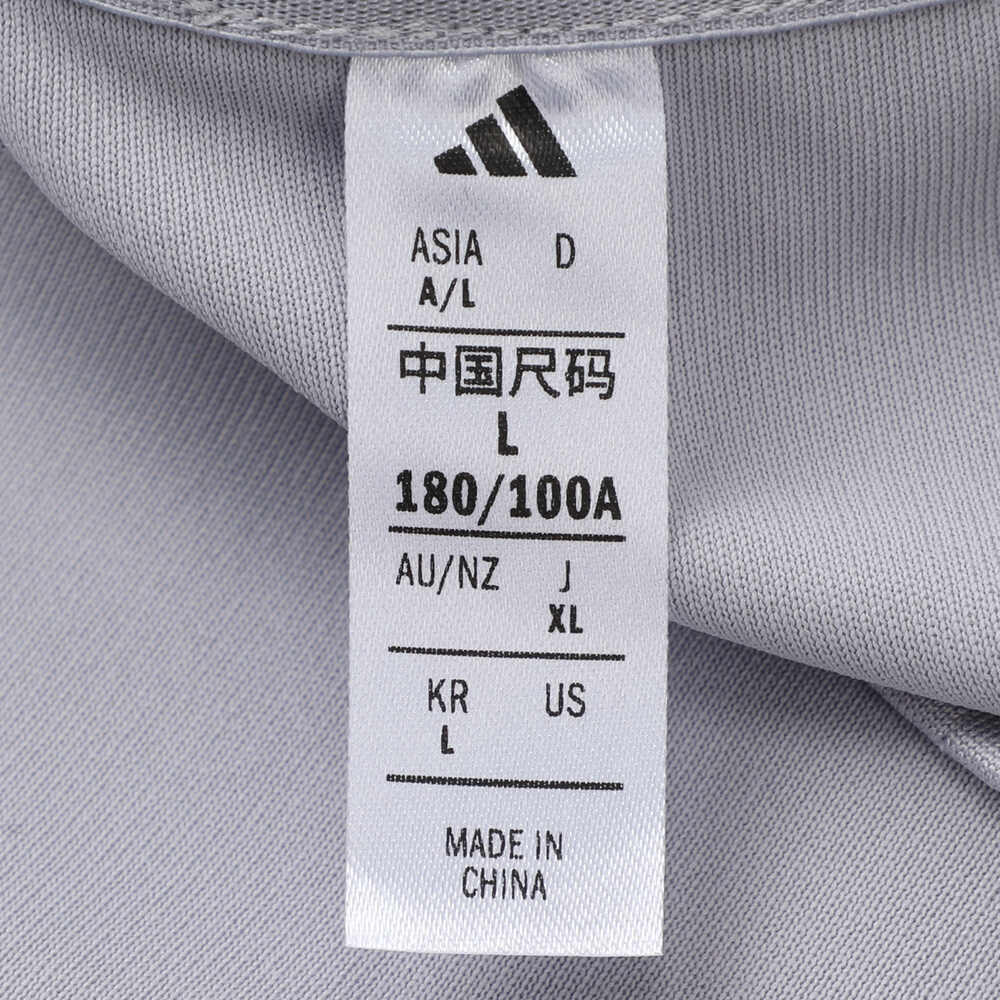 ASIA D
A/L
中国尺码
L
180/100A
AU/NZ J
XL
KR US
L
MADE IN
CHINA